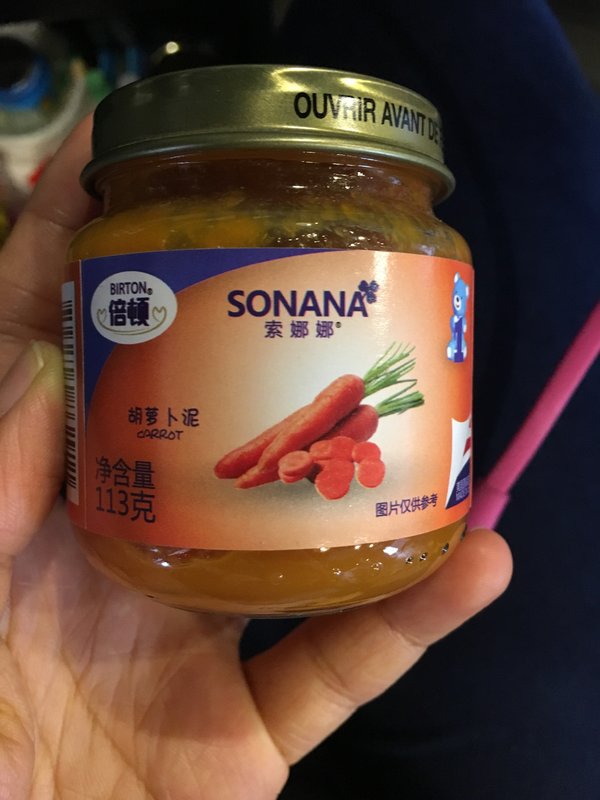 OUVRIR AVANT DE
BIRTON®
倍顿
SONANA
索娜娜®
胡萝卜泥
CARROT
净含量
113克
图片仅供参考